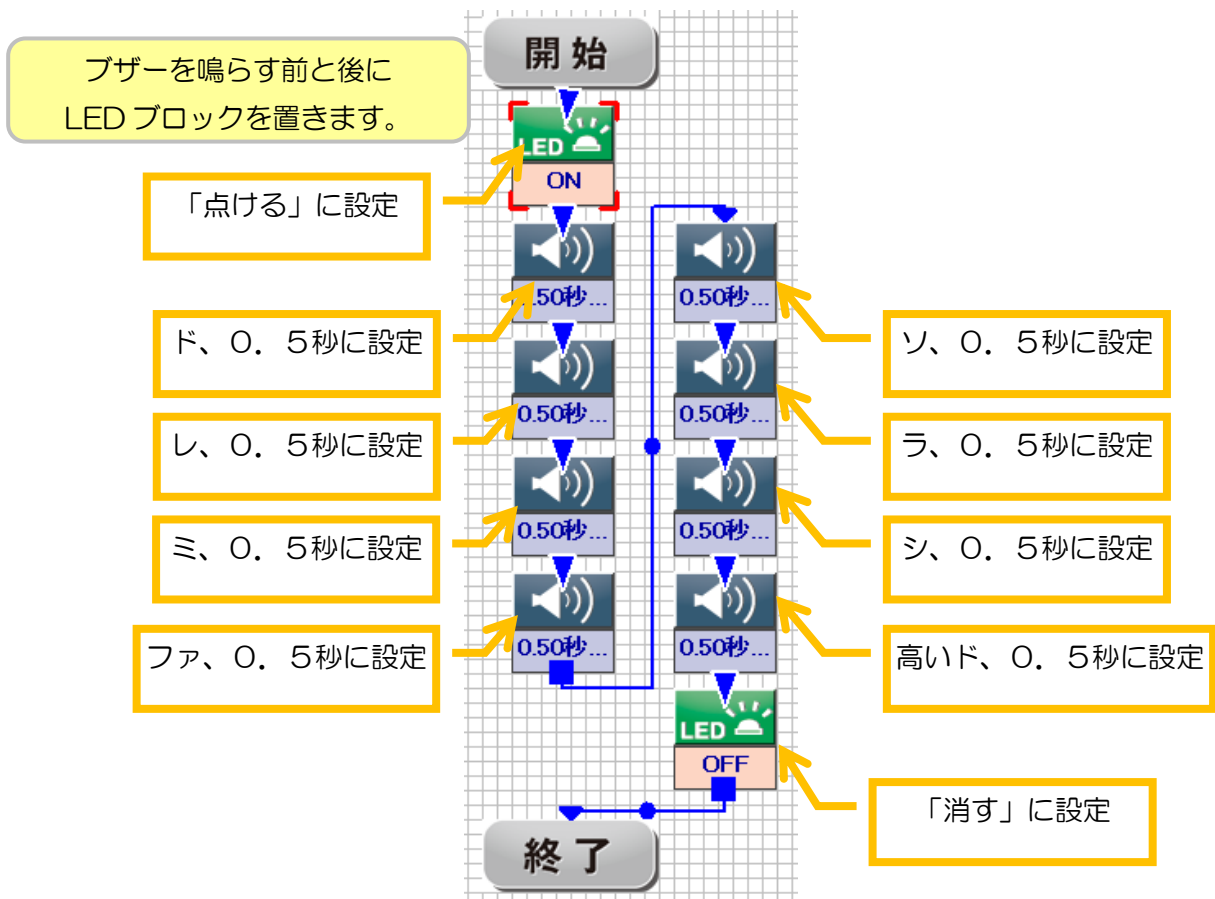 開始
ブザーを鳴らす前と後に
LEDブロックを置きます。
LED
ON
「点ける」に設定
.50秒...
ド、０．５秒に設定
0.50秒...
レ、０．５秒に設定
0.50秒...
ミ、０．５秒に設定
0.50秒...
ファ、０．５秒に設定
0.50秒...
ソ、０．５秒に設定
0.50秒...
ラ、０．５秒に設定
0.50秒...
シ、０．５秒に設定
0.50秒...
高いド、０．５秒に設定
LED
OFF
「消す」に設定
終了